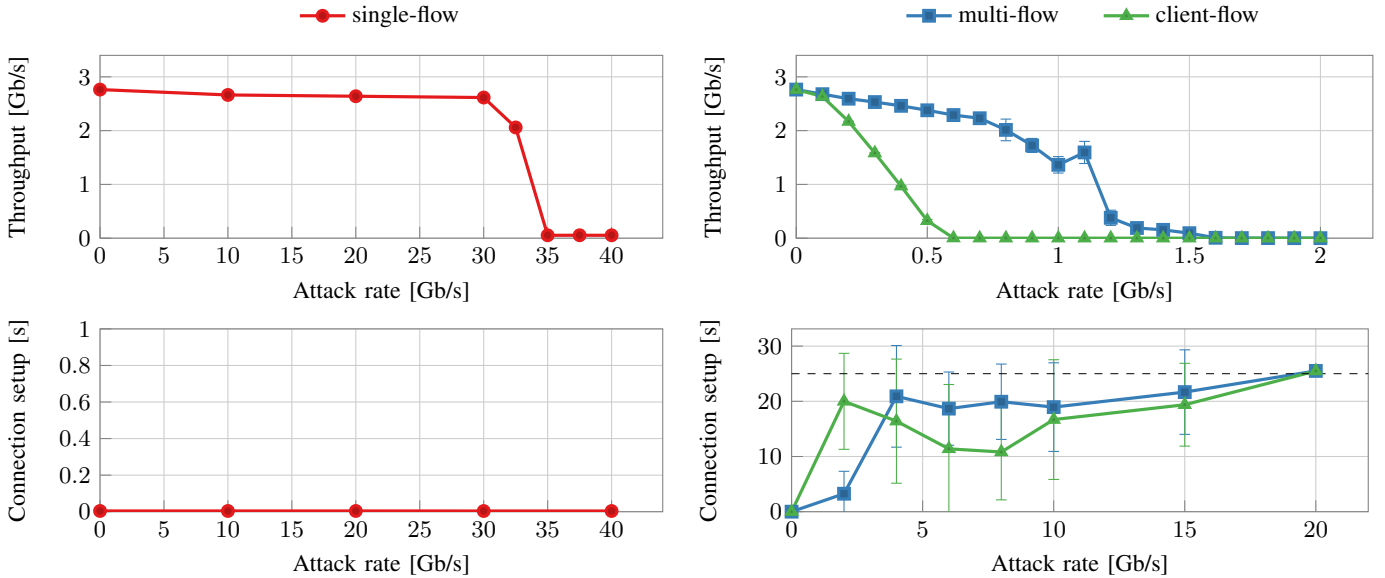 single-flow
multi-flow client-flow
Throughput [Gb/s]
3
2
1
0
0 10 20 30 35 40
Attack rate [Gb/s]
Throughput [Gb/s]
3
2
1
0
0 0.5 1 1.5 2
Attack rate [Gb/s]
Connection setup [s]
1
0.8
0.6
0.4
0.2
0
0 5 10 15 20 25 30 35 40
Attack rate [Gb/s]
Connection setup [s]
30
20
10
0
0 5 10 15 20
Attack rate [Gb/s]